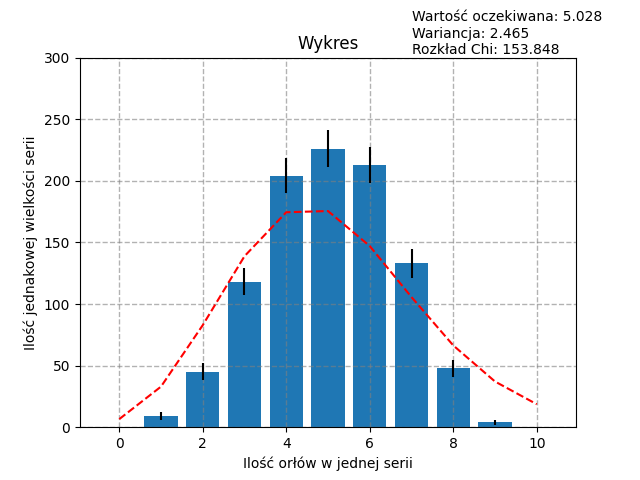 Wartość oczekiwana: 5.028
Wariancja: 2.465
Rozkład Chi: 153.848
Wykres
300
250
200
150
100
50
0
Ilość jednakowej wielkości serii
0 2 4 6 8 10
Ilość orłów w jednej serii